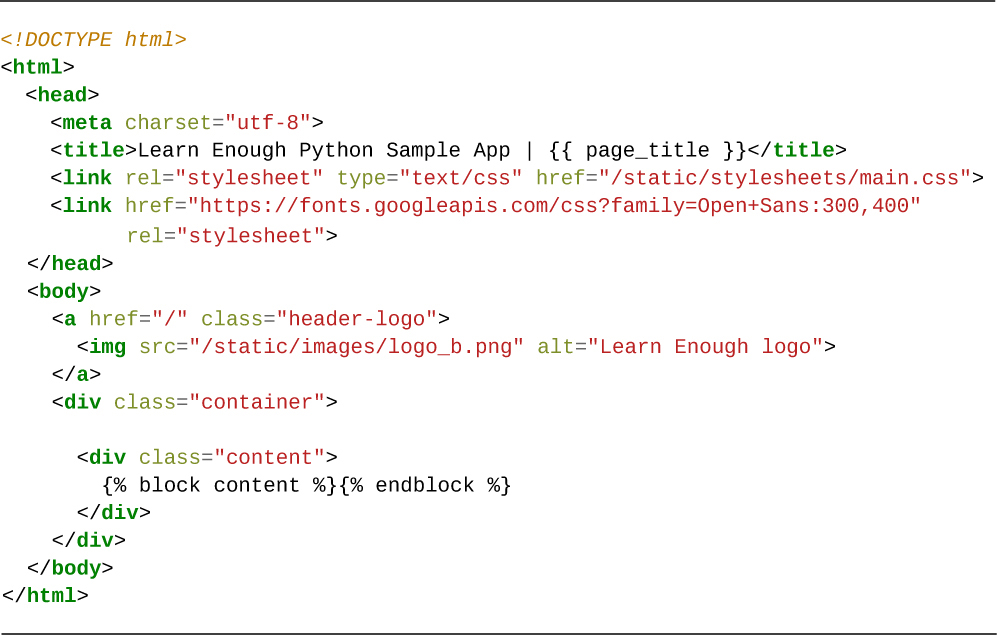 <!DOCTYPE html>
<html>
  <head>
    <meta charset="utf-8">
    <title>Learn Enough Python Sample App | {{ page_title }}</title>
    <link rel="stylesheet" type="text/css" href="/static/stylesheets/main.css">
    <link href="https://fonts.googleapis.com/css?family=Open+Sans:300,400"
          rel="stylesheet">
  </head>
  <body>
    <a href="/" class="header-logo">
      <img src="/static/images/logo_b.png" alt="Learn Enough logo">
    </a>
    <div class="container">

      <div class="content">
        {% block content %}{% endblock %}
      </div>
    </div>
  </body>
</html>